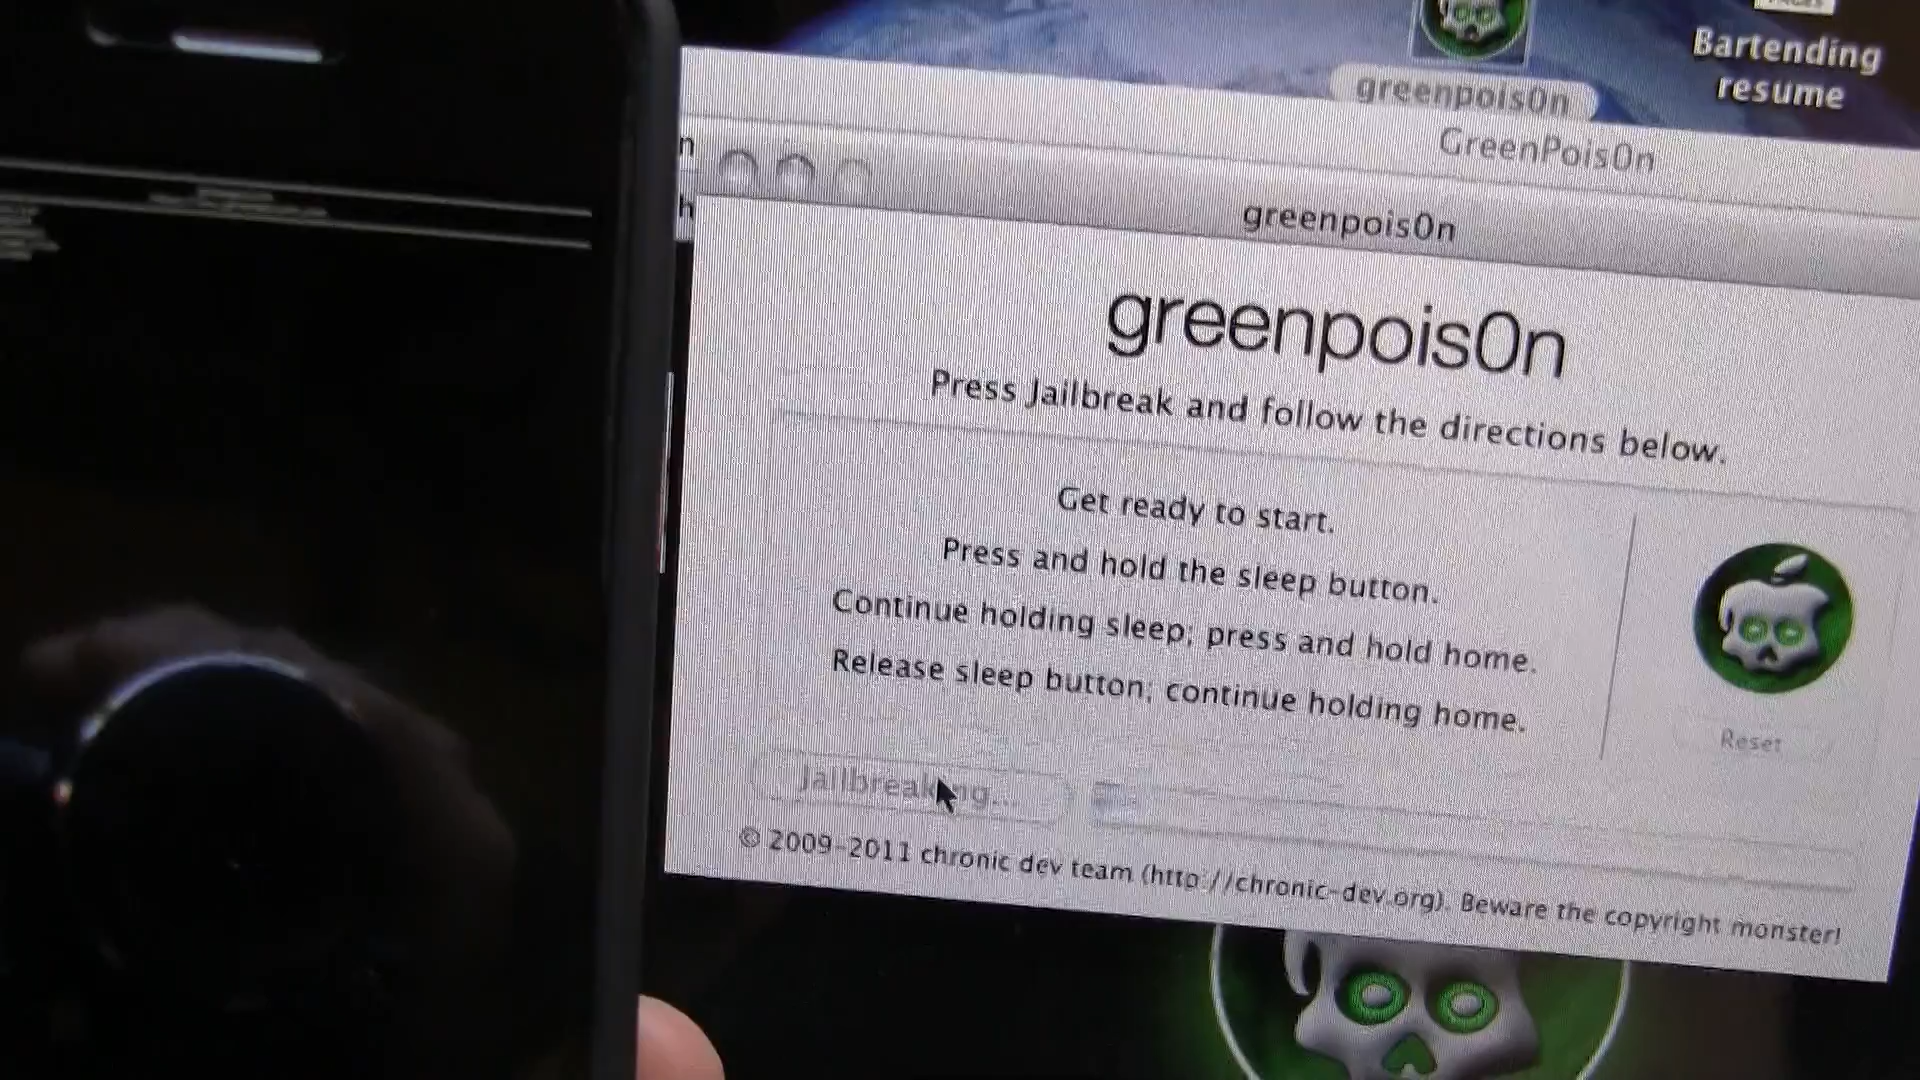 Bartending
resume
greenpois0n
GreenPois0n
n
h
greenpois0n
greenpois0n
Press Jailbreak and follow the directions below.
Get ready to start.
Press and hold the sleep button.
Continue holding sleep; press and hold home.
Release sleep button; continue holding home.
Reset
Jailbreaking...
© 2009-2011 chronic dev team (http://chronic-dev.org). Beware the copyright monster!